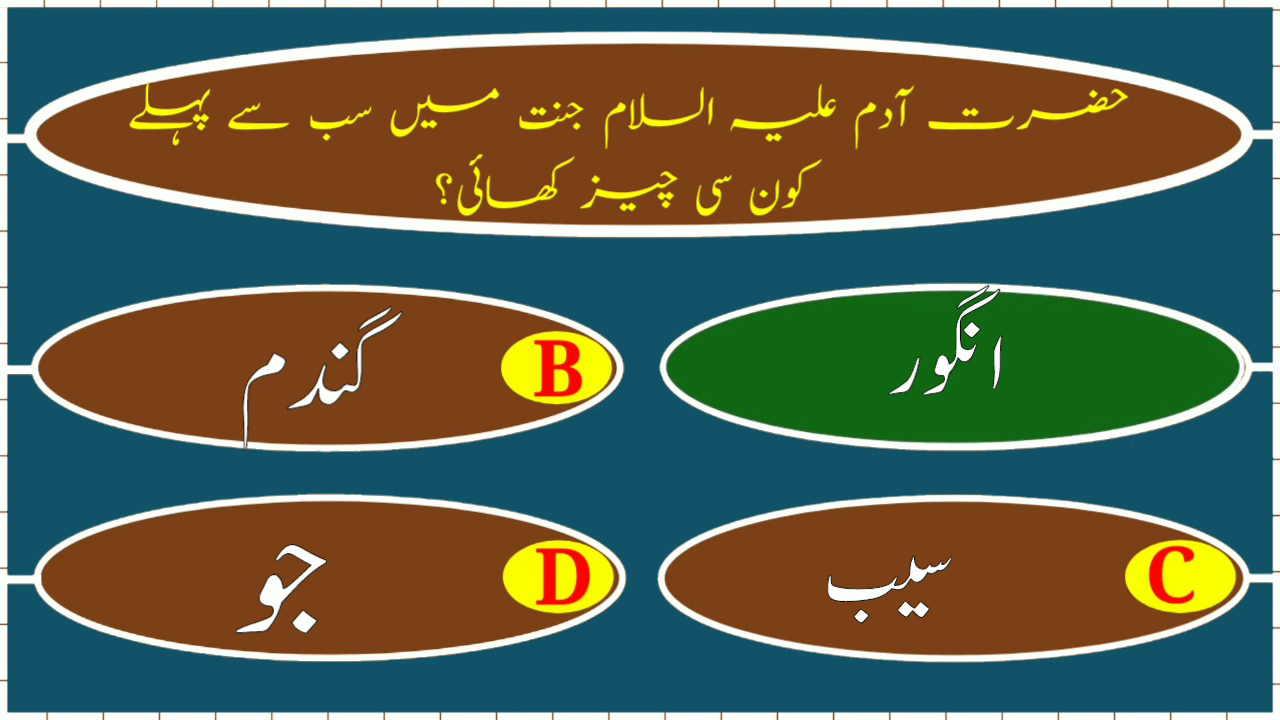 حضرت آدم علیہ السلام جنت میں سب سے پہلے
کون سی چیز کھائی؟
انگور
B گندم
C سیب
D جو